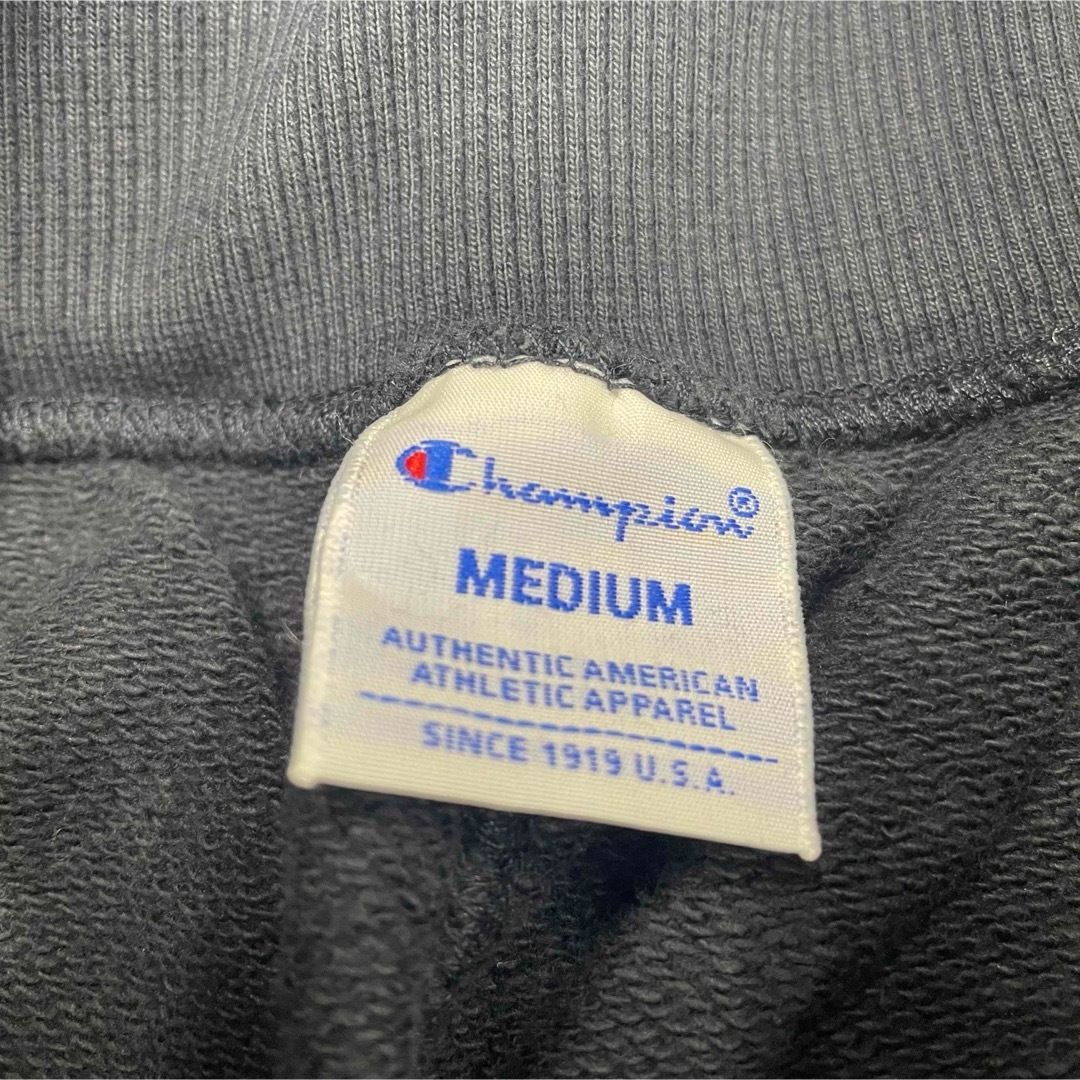 Champion®
MEDIUM
AUTHENTIC AMERICAN
ATHLETIC APPAREL
SINCE 1919 U.S.A.